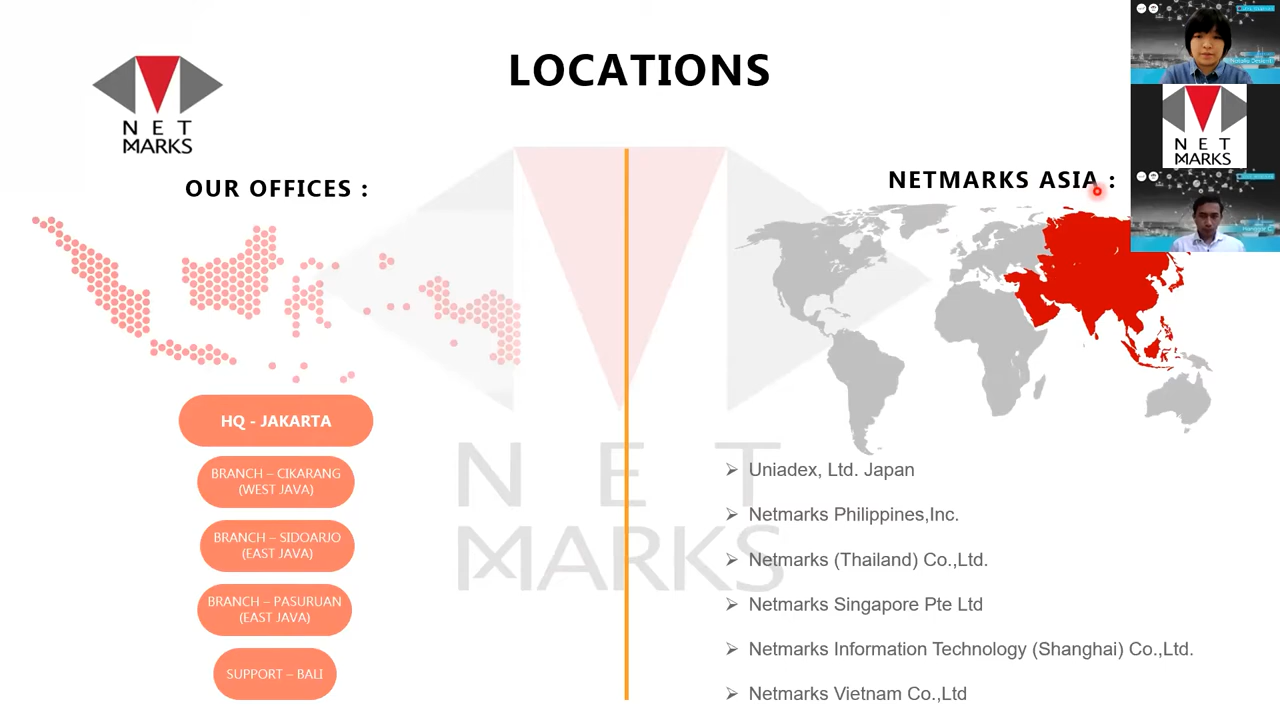 LOCATIONS
NET
MARKS
OUR OFFICES :
HQ - JAKARTA
BRANCH – CIKARANG
(WEST JAVA)
BRANCH – SIDOARJO
(EAST JAVA)
BRANCH – PASURUAN
(EAST JAVA)
SUPPORT – BALI
NET
MARKS
NETMARKS ASIA :
Uniadex, Ltd. Japan
Netmarks Philippines,Inc.
Netmarks (Thailand) Co.,Ltd.
Netmarks Singapore Pte Ltd
Netmarks Information Technology (Shanghai) Co.,Ltd.
Netmarks Vietnam Co.,Ltd
NET
MARKS